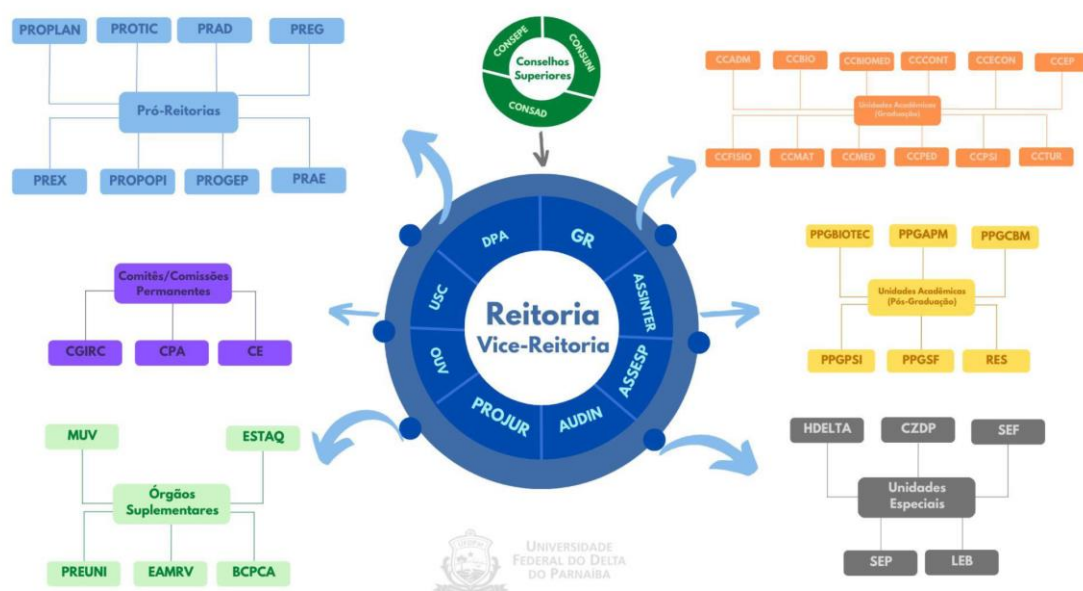 PROPLAN PROTIC PRAD PREG
Pró-Reitorias
PREX PROPOPI PROGEP PRAE
CONSEPE
CONSUNI
Conselhos
Superiores
CONSAD
CCADM CCBIO CCBIOMED CCCONT CCECON CCEP
Unidades Acadêmicas
(Graduação)
CCFISIO CCMAT CCMED CCPED CCPSI CCTUR
Comitês/Comissões
Permanentes
CGIRC CPA CE
DPA
GR
USC
ASSINTER
Reitoria
Vice-Reitoria
OUV
ASSESP
PROJUR
AUDIN
PPGBIOTEC PPGAPM PPGCBM
Unidades Acadêmicas
(Pós-Graduação)
PPGPSI PPGSF RES
MUV ESTAQ
Órgãos
Suplementares
PREUNI EAMRV BCPCA
HDELTA CZDP SEF
Unidades
Especiais
SEP LEB
UNIVERSIDADE
FEDERAL DO DELTA
DO PARNAÍBA